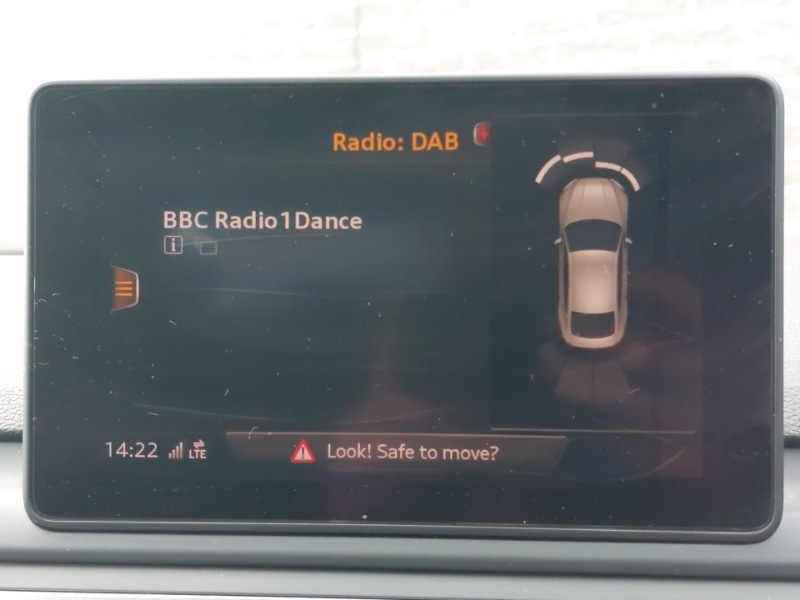 Radio: DAB
BBC Radio1Dance
i
14:22 LTE
Look! Safe to move?